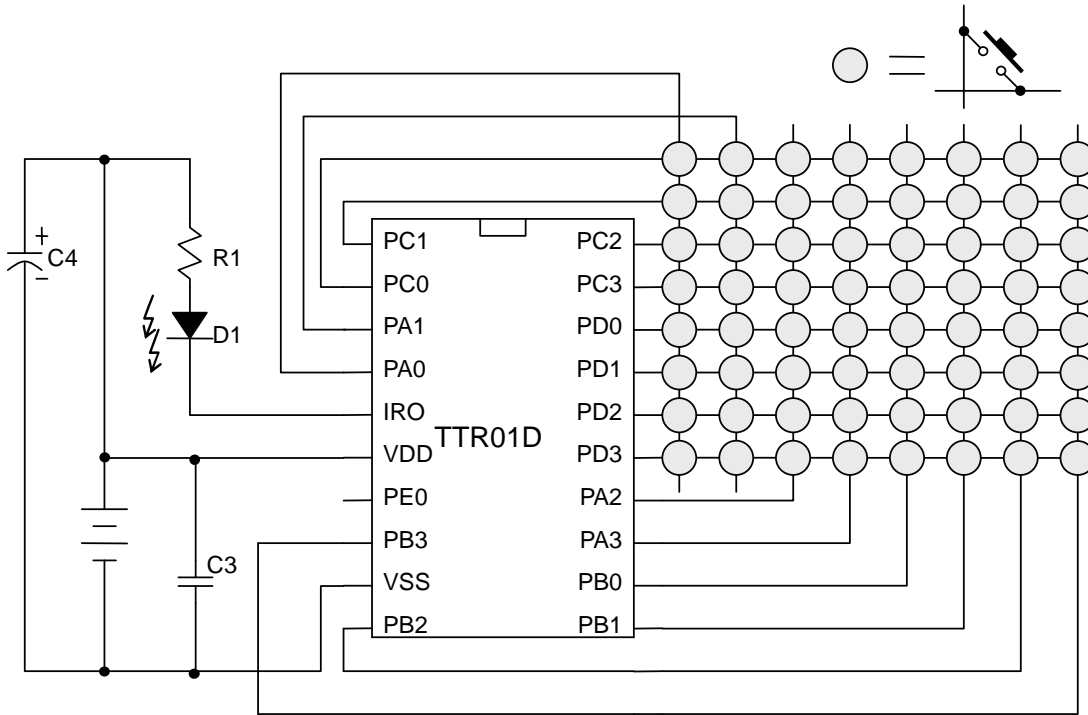 C4
+
−
R1
D1
C3
TTR01D
PC1
PC0
PA1
PA0
IRO
VDD
PE0
PB3
VSS
PB2
PC2
PC3
PD0
PD1
PD2
PD3
PA2
PA3
PB0
PB1